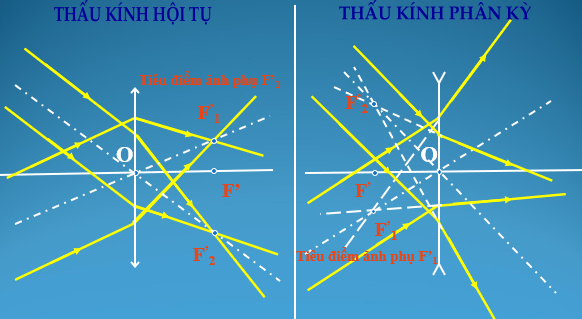 THẤU KÍNH HỘI TỤ
Tiêu điểm ảnh phụ F'₁
F'₁
O
F'
F'₂
THẤU KÍNH PHÂN KỲ
F'₂
O
F'
F'₁
Tiêu điểm ảnh phụ F'₁